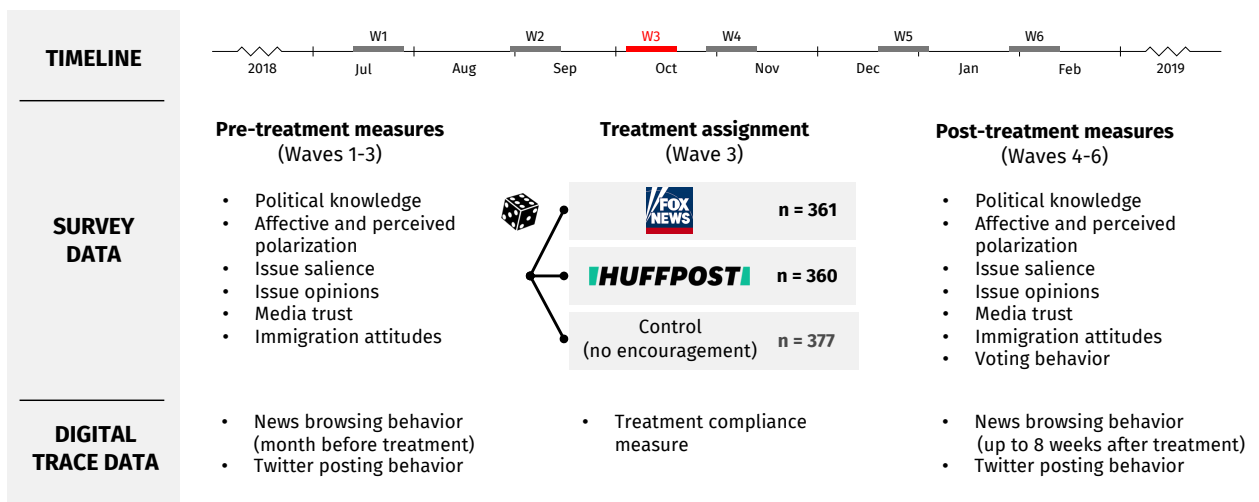 TIMELINE
W1 W2 W3 W4 W5 W6
2018 Jul Aug Sep Oct Nov Dec Jan Feb 2019
SURVEY
DATA
Pre-treatment measures
(Waves 1-3)
• Political knowledge
• Affective and perceived
polarization
• Issue salience
• Issue opinions
• Media trust
• Immigration attitudes
Treatment assignment
(Wave 3)
FOX
NEWS
n = 361
HUFFPOST
n = 360
Control
(no encouragement)
n = 377
Post-treatment measures
(Waves 4-6)
• Political knowledge
• Affective and perceived
polarization
• Issue salience
• Issue opinions
• Media trust
• Immigration attitudes
• Voting behavior
DIGITAL
TRACE DATA
• News browsing behavior
(month before treatment)
• Twitter posting behavior
• Treatment compliance
measure
• News browsing behavior
(up to 8 weeks after treatment)
• Twitter posting behavior